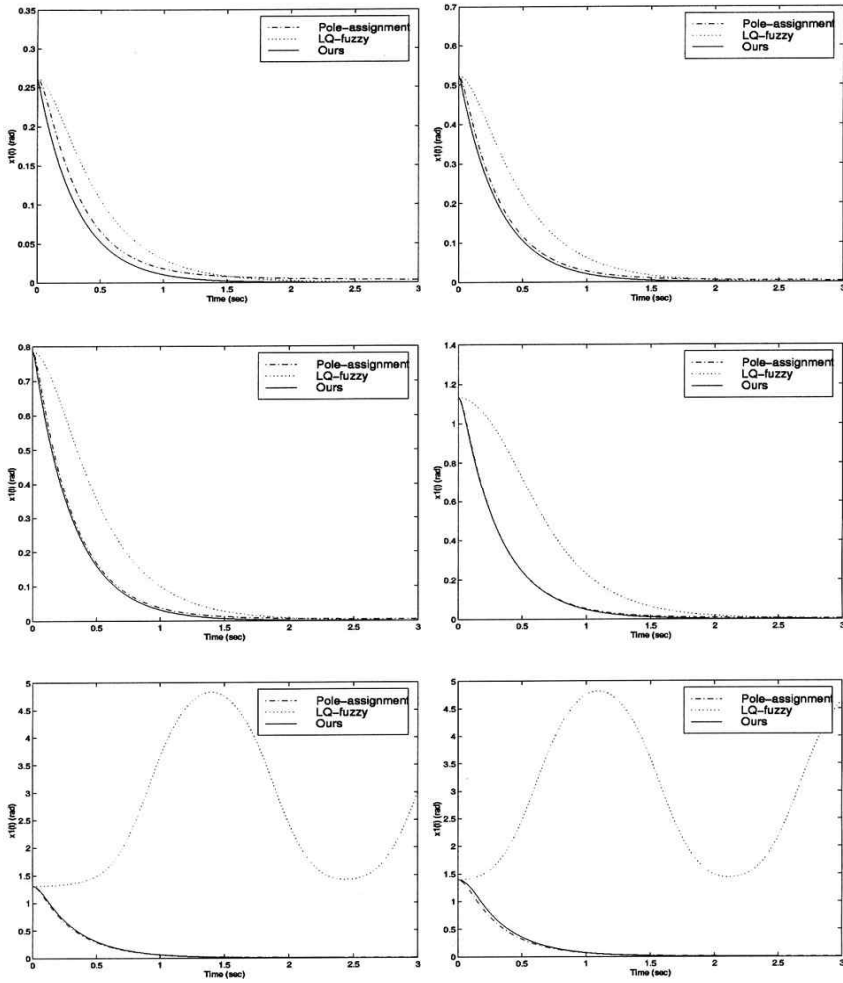 0.35
0.3
0.25
0.2
0.15
0.1
0.05
0
x1(t) (rad)
Pole-assignment
LQ-fuzzy
Ours
0 0.5 1 1.5 2 2.5 3
Time (sec)
0.7
0.6
0.5
0.4
0.3
0.2
0.1
0
x1(t) (rad)
Pole-assignment
LQ-fuzzy
Ours
0 0.5 1 1.5 2 2.5 3
Time (sec)
0.8
0.7
0.6
0.5
0.4
0.3
0.2
0.1
0
x1(t) (rad)
Pole-assignment
LQ-fuzzy
Ours
0 0.5 1 1.5 2 2.5 3
Time (sec)
1.4
1.2
1
0.8
0.6
0.4
0.2
0
x1(t) (rad)
Pole-assignment
LQ-fuzzy
Ours
0 0.5 1 1.5 2 2.5 3
Time (sec)
5
4.5
4
3.5
3
2.5
2
1.5
1
0.5
0
x1(t) (rad)
Pole-assignment
LQ-fuzzy
Ours
0 0.5 1 1.5 2 2.5 3
Time (sec)
5
4.5
4
3.5
3
2.5
2
1.5
1
0.5
0
x1(t) (rad)
Pole-assignment
LQ-fuzzy
Ours
0 0.5 1 1.5 2 2.5 3
Time (sec)